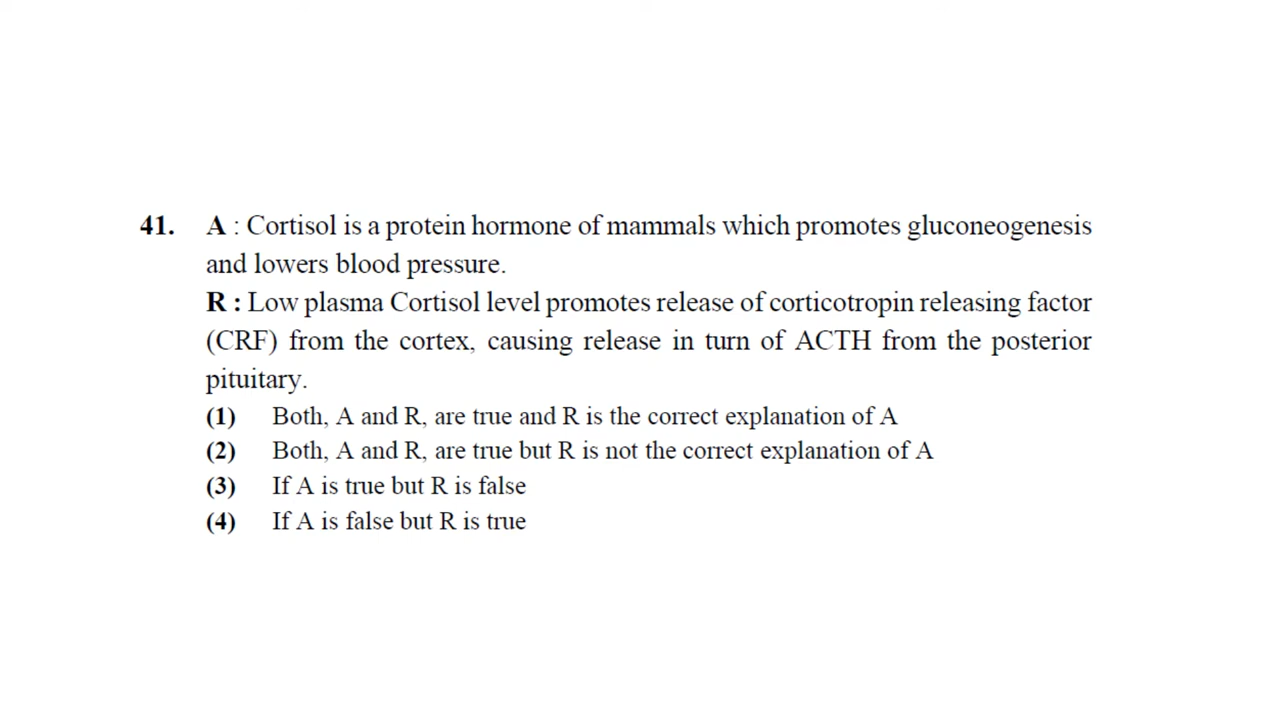 41. A : Cortisol is a protein hormone of mammals which promotes gluconeogenesis
and lowers blood pressure.
R : Low plasma Cortisol level promotes release of corticotropin releasing factor
(CRF) from the cortex, causing release in turn of ACTH from the posterior
pituitary.
(1) Both, A and R, are true and R is the correct explanation of A
(2) Both, A and R, are true but R is not the correct explanation of A
(3) If A is true but R is false
(4) If A is false but R is true